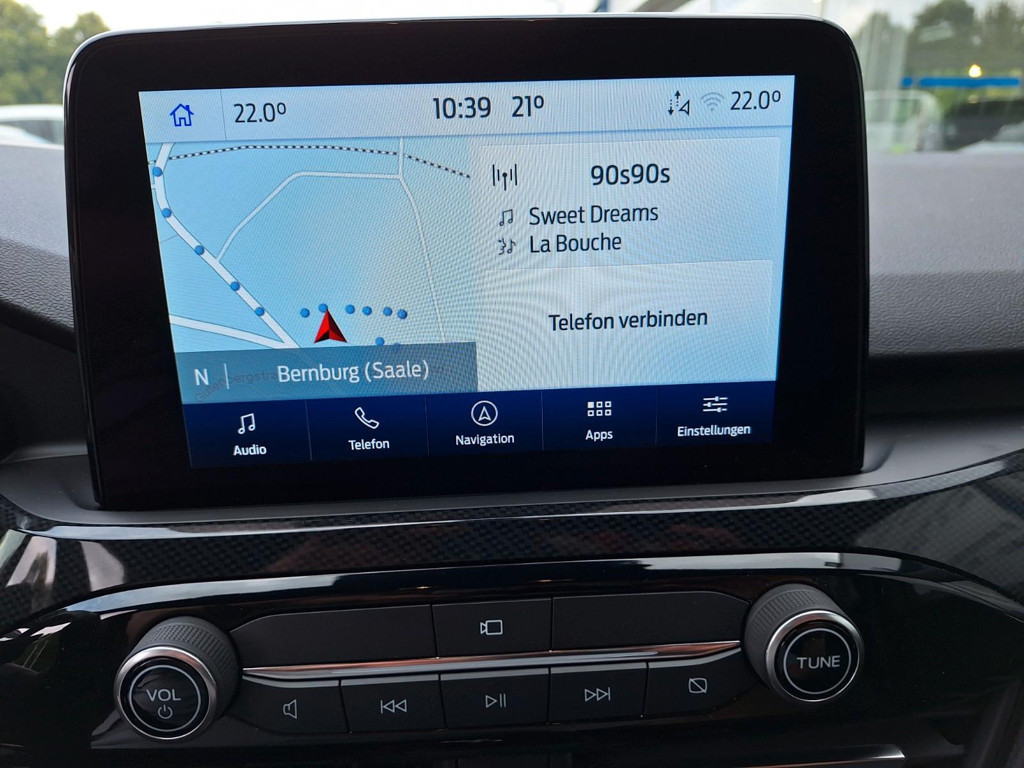 22.0°
10:39 21°
22.0°
90s90s
Sweet Dreams
La Bouche
Telefon verbinden
N
Bernburg (Saale)
Audio
Telefon
Navigation
Apps
Einstellungen
VOL
TUNE